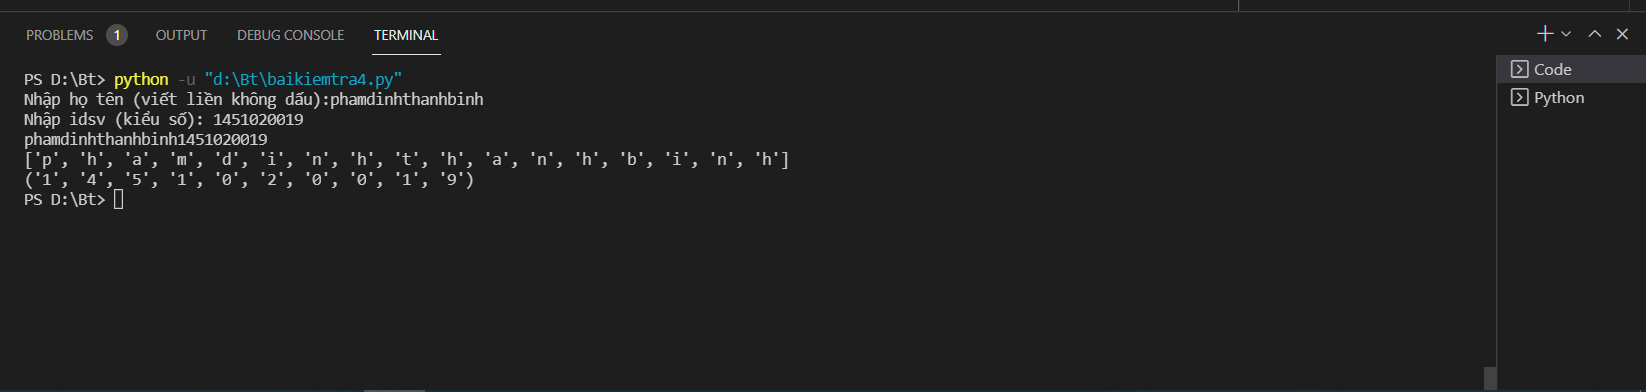 PROBLEMS 1 OUTPUT DEBUG CONSOLE TERMINAL
PS D:\Bt> python -u "d:\Bt\baikiemtra4.py"
Nhập họ tên (viết liền không dấu):phamdinhthanhbinh
Nhập idsv (kiểu số): 1451020019
phamdinhthanhbinh1451020019
['p', 'h', 'a', 'm', 'd', 'i', 'n', 'h', 't', 'h', 'a', 'n', 'h', 'b', 'i', 'n', 'h']
('1', '4', '5', '1', '0', '2', '0', '0', '1', '9')
PS D:\Bt>
Code
Python